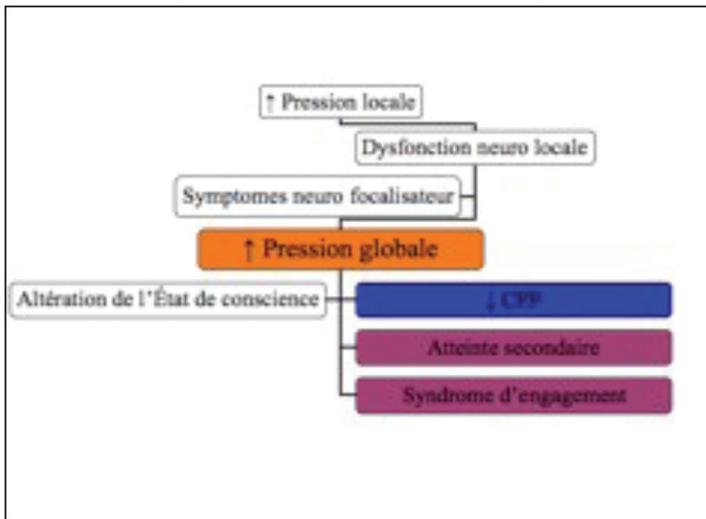 ↑ Pression locale
Dysfonction neuro locale
Symptomes neuro focalisateur
↑ Pression globale
Altération de l'État de conscience
↓ CPP
Atteinte secondaire
Syndrome d'engagement